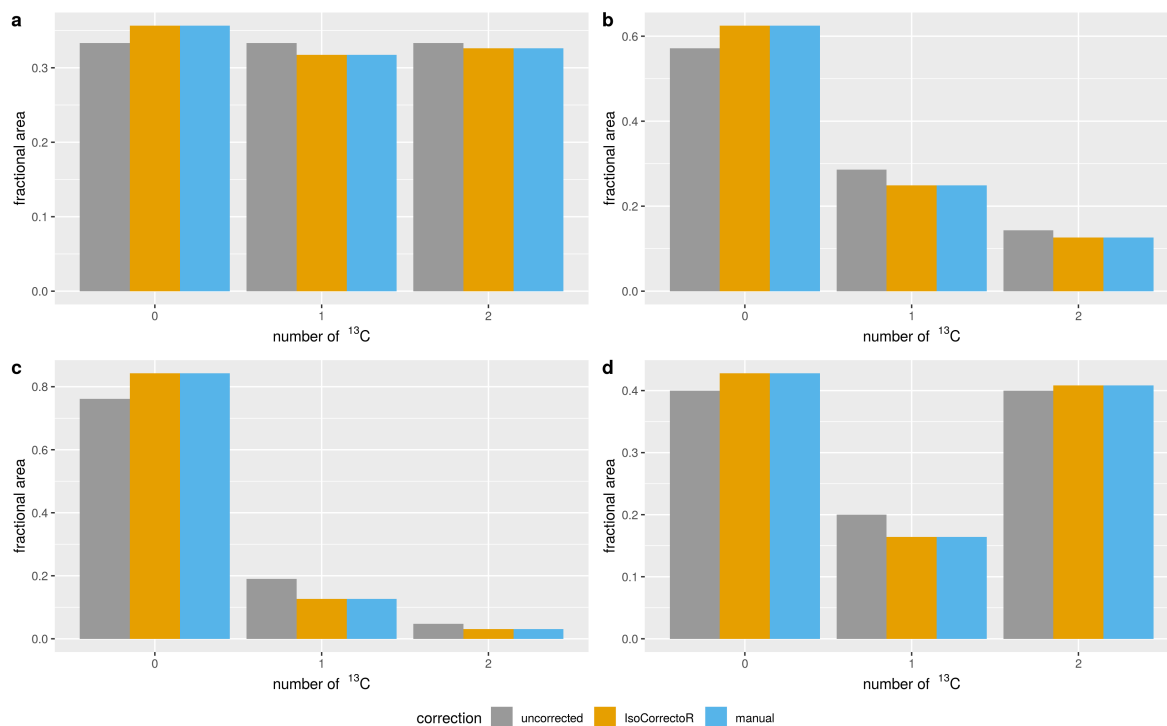 a
fractional area
0.3
0.2
0.1
0.0
0
1
2
number of ¹³C
b
fractional area
0.6
0.4
0.2
0.0
0
1
2
number of ¹³C
c
fractional area
0.8
0.6
0.4
0.2
0.0
0
1
2
number of ¹³C
d
fractional area
0.4
0.3
0.2
0.1
0.0
0
1
2
number of ¹³C
correction uncorrected IsoCorrectoR manual